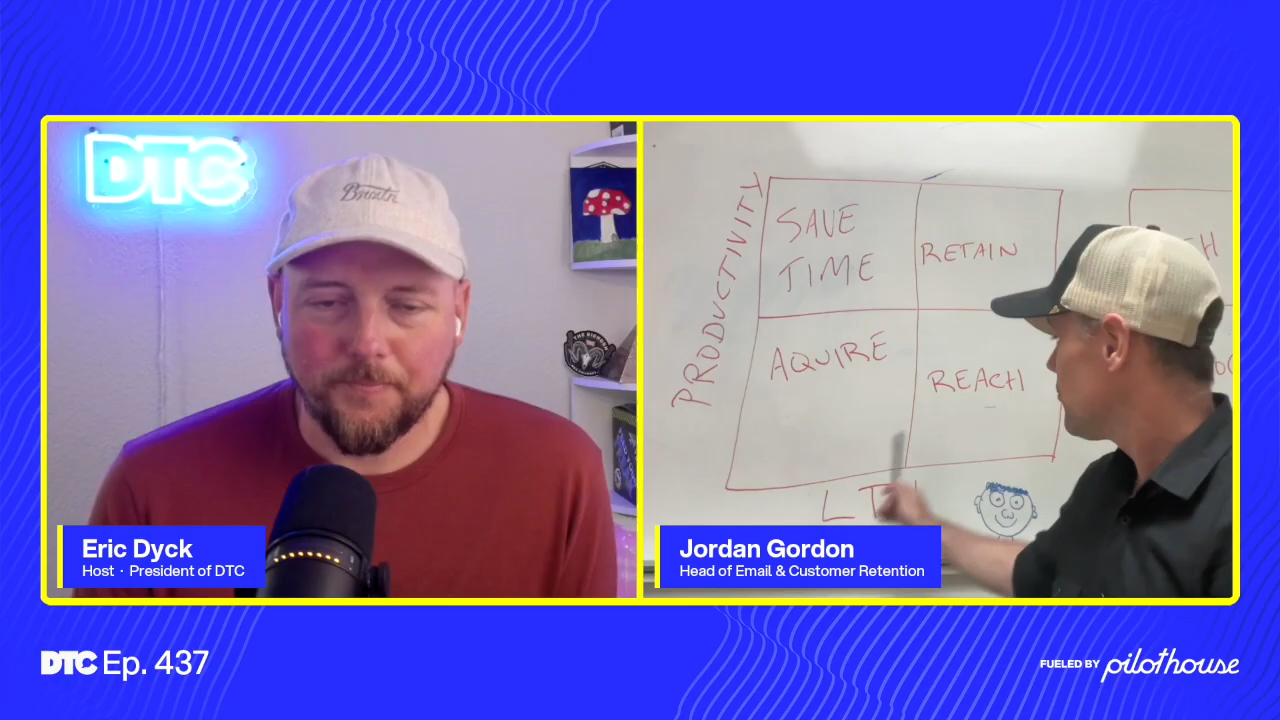 DTC
Bruxtn
PRODUCTIVITY
SAVE
TIME
RETAIN
AQUIRE
REACH
Eric Dyck
Host · President of DTC
Jordan Gordon
Head of Email & Customer Retention
DTC Ep. 437
FUELED BY pilothouse